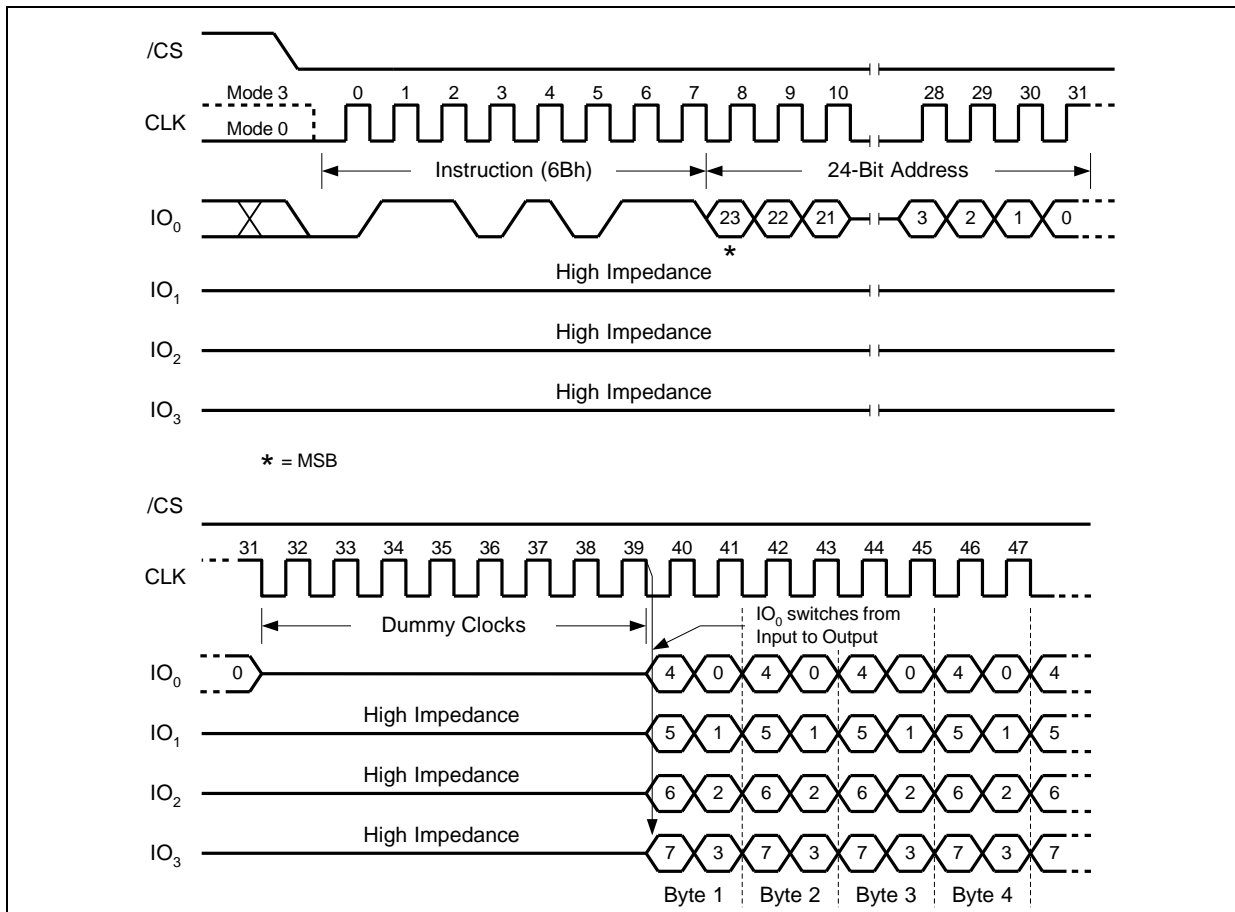 /CS
Mode 3 0 1 2 3 4 5 6 7 8 9 10 28 29 30 31
CLK
Mode 0
Instruction (6Bh) 24-Bit Address
IO0 23 22 21 3 2 1 0
*
High Impedance
IO1
High Impedance
IO2
High Impedance
IO3
* = MSB
/CS
31 32 33 34 35 36 37 38 39 40 41 42 43 44 45 46 47
CLK
Dummy Clocks
IO0 switches from
Input to Output
IO0 0 4 0 4 0 4 0 4 0 4
High Impedance
IO1 5 1 5 1 5 1 5 1 5
High Impedance
IO2 6 2 6 2 6 2 6 2 6
High Impedance
IO3 7 3 7 3 7 3 7 3 7
Byte 1 Byte 2 Byte 3 Byte 4